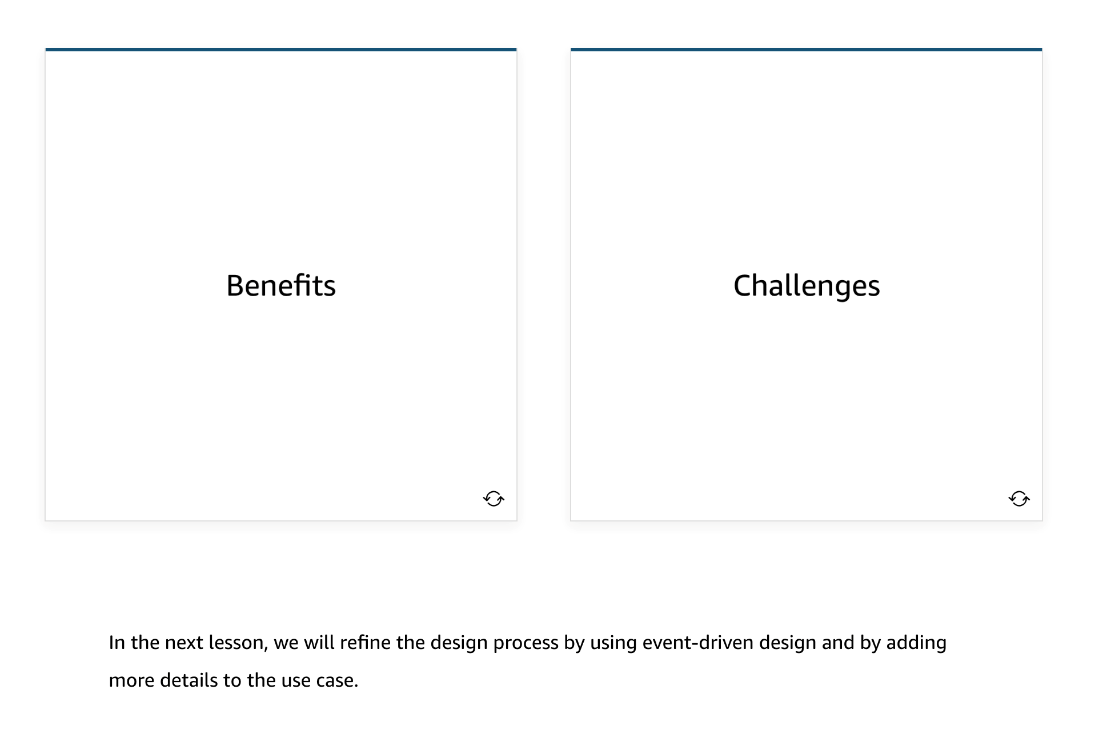 Benefits
Challenges
In the next lesson, we will refine the design process by using event-driven design and by adding
more details to the use case.